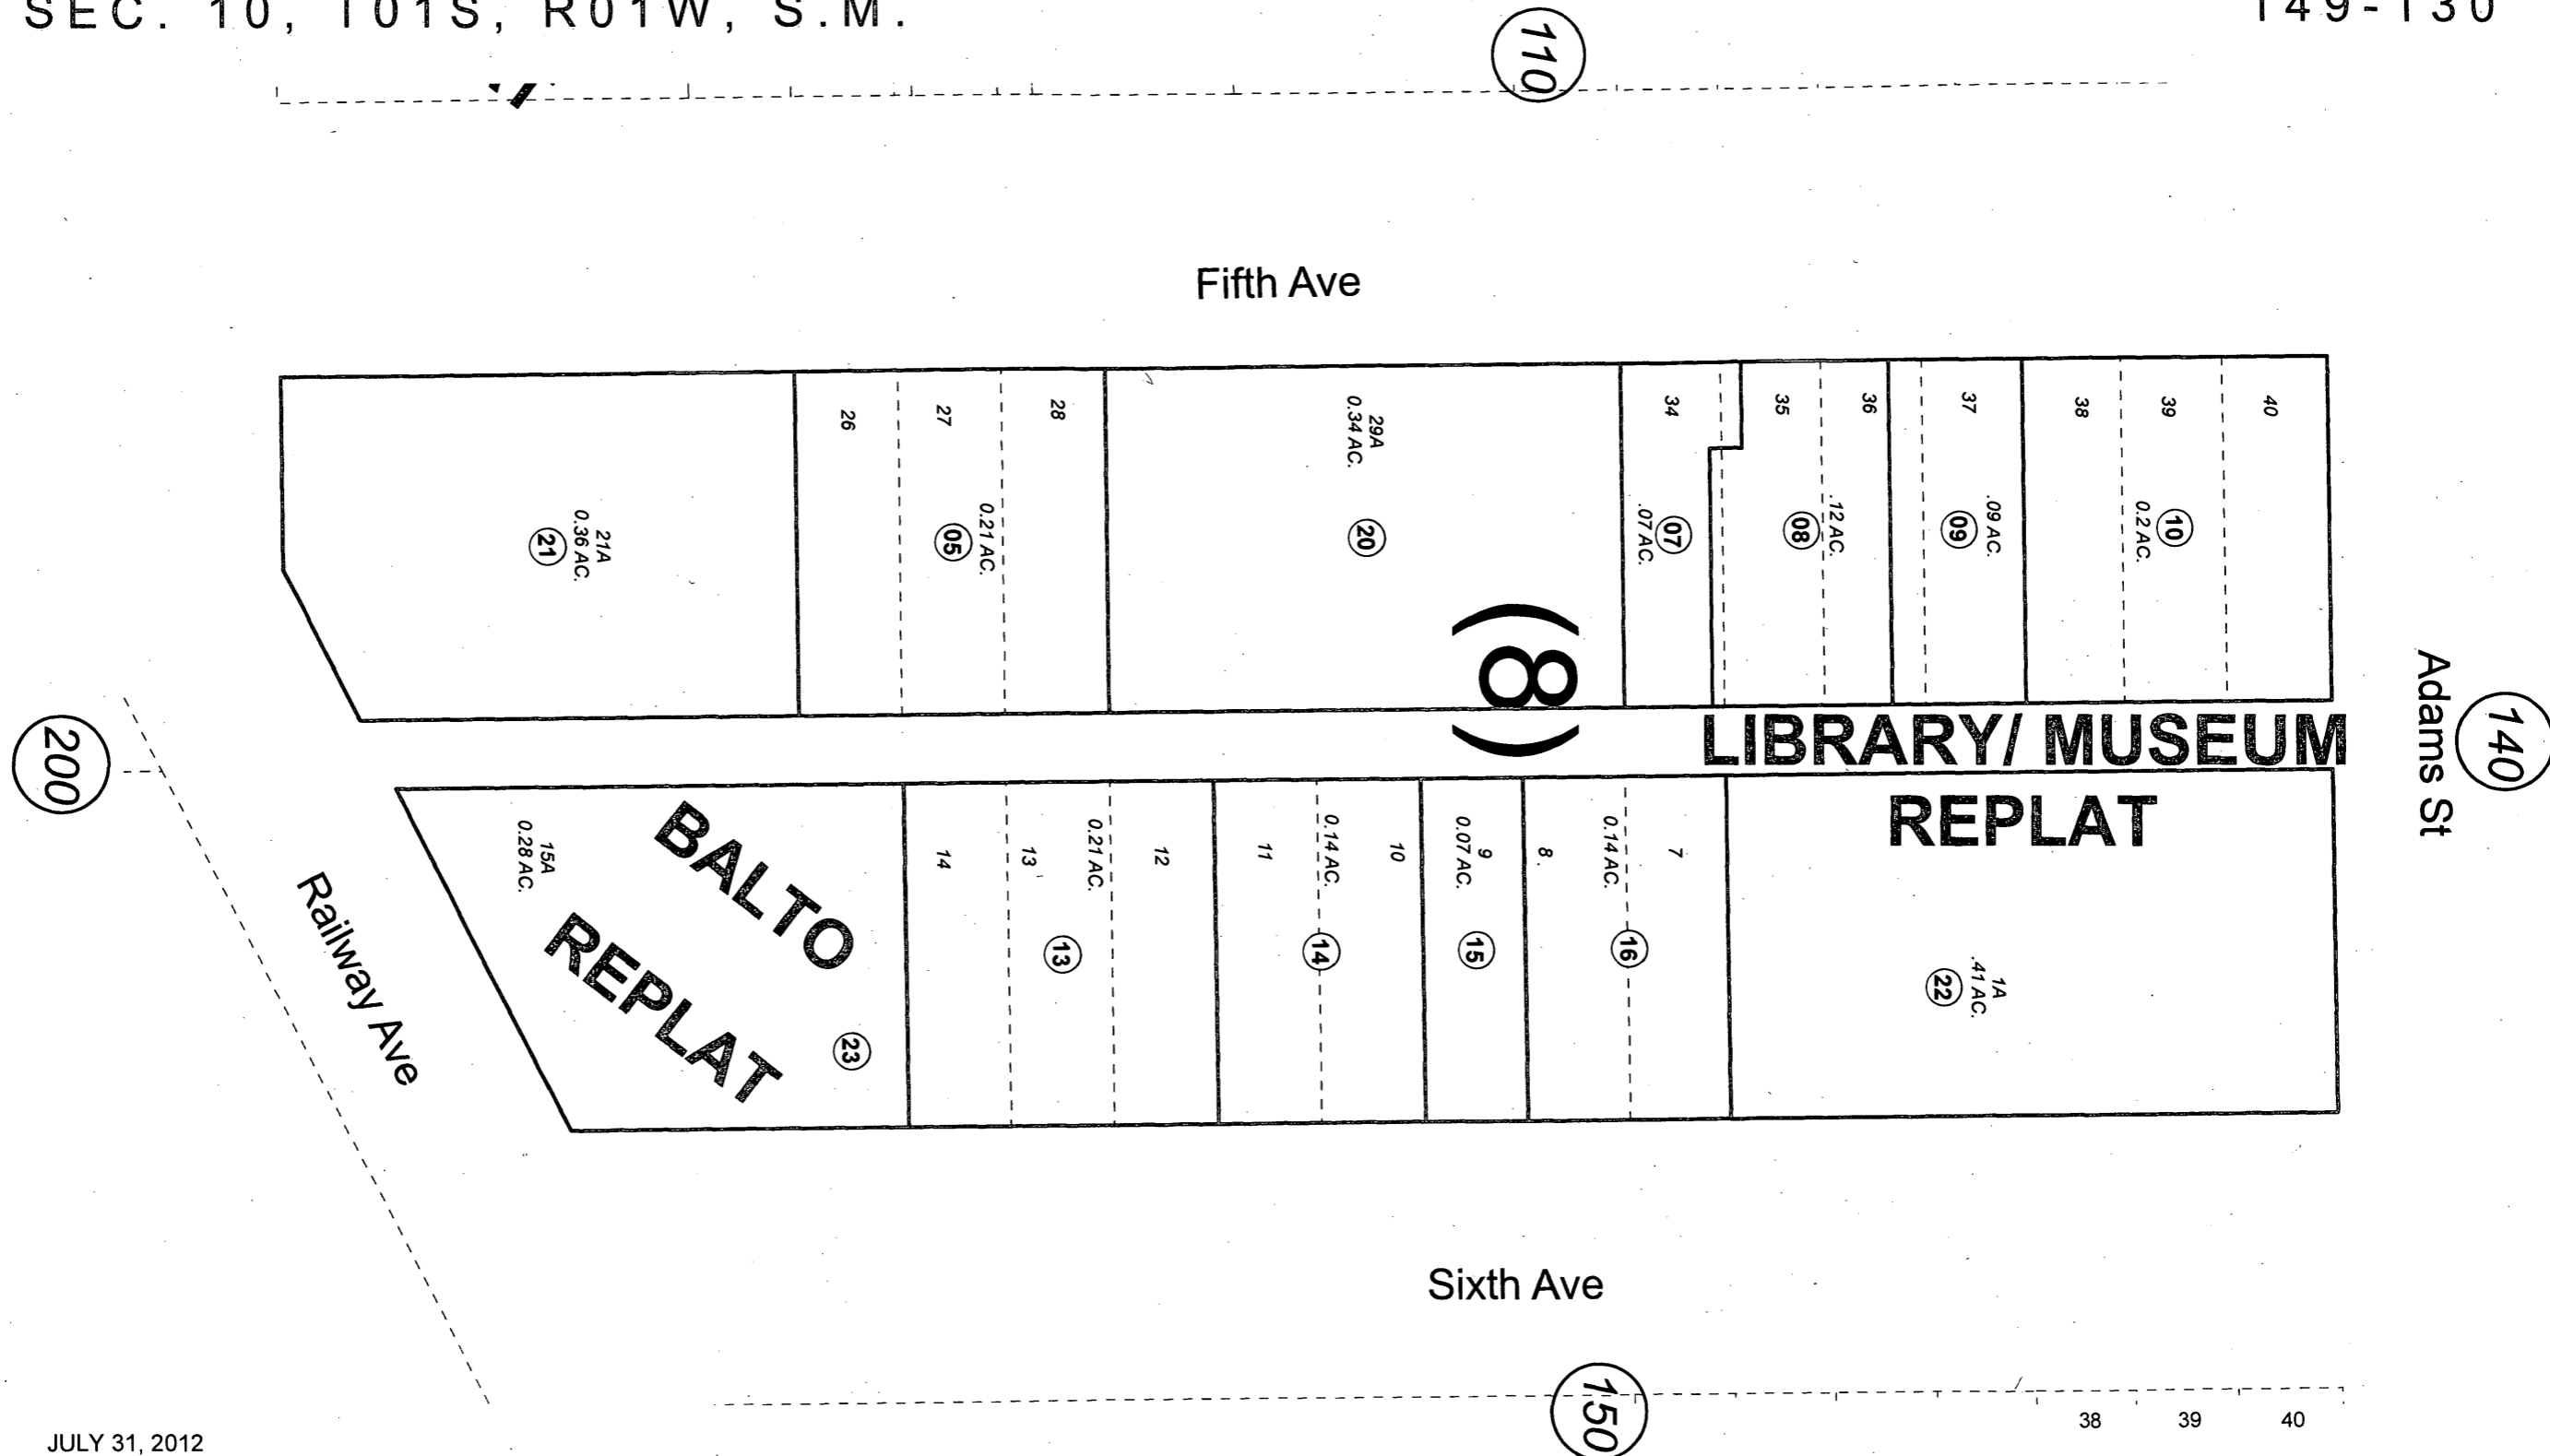 SEC. 10, T01S, R01W, S.M.
149-130
110
Fifth Ave
26
27
28
29A
0.34 AC.
34
35
36
37
38
39
40
21A
0.36 AC.
21
0.21 AC.
05
20
07
.07 AC.
.12 AC.
08
.09 AC.
09
10
0.2 AC.
(8)
LIBRARY/ MUSEUM
REPLAT
Adams St
140
200
Railway Ave
15A
0.28 AC.
BALTO
REPLAT
23
14
13
0.21 AC.
12
13
11
0.14 AC.
10
14
9
0.07 AC.
15
8
0.14 AC.
7
16
1A
.41 AC.
22
Sixth Ave
150
38
39
40
JULY 31, 2012